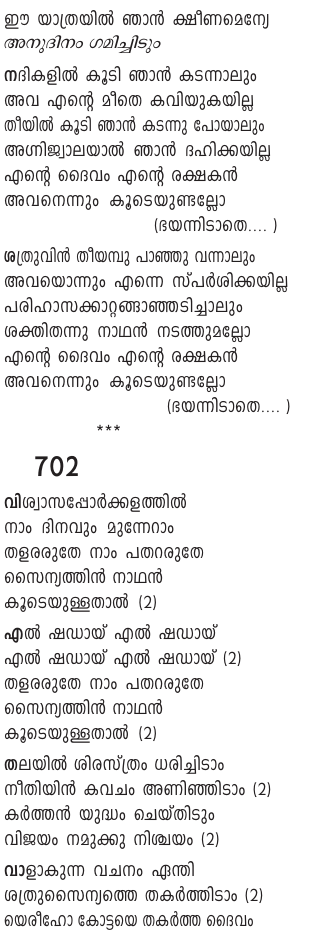 ഈ യാത്രയിൽ ഞാൻ ക്ഷീണമെന്യേ
അനുദിനം ഗമിച്ചിടും
നദികളിൽ കൂടി ഞാൻ കടന്നാലും
അവ എന്റെ മീതെ കവിയുകയില്ല
തീയിൽ കൂടി ഞാൻ കടന്നു പോയാലും
അഗ്നിജ്വാലയാൽ ഞാൻ ദഹിക്കയില്ല
എന്റെ ദൈവം എന്റെ രക്ഷകൻ
അവനെന്നും കൂടെയുണ്ടല്ലോ
(ഭയന്നിടാതെ.... )
ശത്രുവിൻ തീയമ്പു പാഞ്ഞു വന്നാലും
അവയൊന്നും എന്നെ സ്പർശിക്കയില്ല
പരിഹാസക്കാറ്റങ്ങാഞ്ഞടിച്ചാലും
ശക്തിതന്നു നാഥൻ നടത്തുമല്ലോ
എന്റെ ദൈവം എന്റെ രക്ഷകൻ
അവനെന്നും കൂടെയുണ്ടല്ലോ
(ഭയന്നിടാതെ.... )
***
702
വിശ്വാസപ്പോർക്കളത്തിൽ
നാം ദിനവും മുന്നേറാം
തളരരുതേ നാം പതറരുതേ
സൈന്യത്തിൻ നാഥൻ
കൂടെയുള്ളതാൽ (2)
എൽ ഷഡായ് എൽ ഷഡായ്
എൽ ഷഡായ് എൽ ഷഡായ് (2)
തളരരുതേ നാം പതറരുതേ
സൈന്യത്തിൻ നാഥൻ
കൂടെയുള്ളതാൽ (2)
തലയിൽ ശിരസ്ത്രം ധരിച്ചിടാം
നീതിയിൻ കവചം അണിഞ്ഞിടാം (2)
കർത്തൻ യുദ്ധം ചെയ്തിടും
വിജയം നമുക്കു നിശ്ചയം (2)
വാളാകുന്ന വചനം ഏന്തി
ശത്രുസൈന്യത്തെ തകർത്തിടാം (2)
യെരീഹോ കോട്ടയെ തകർത്ത ദൈവം